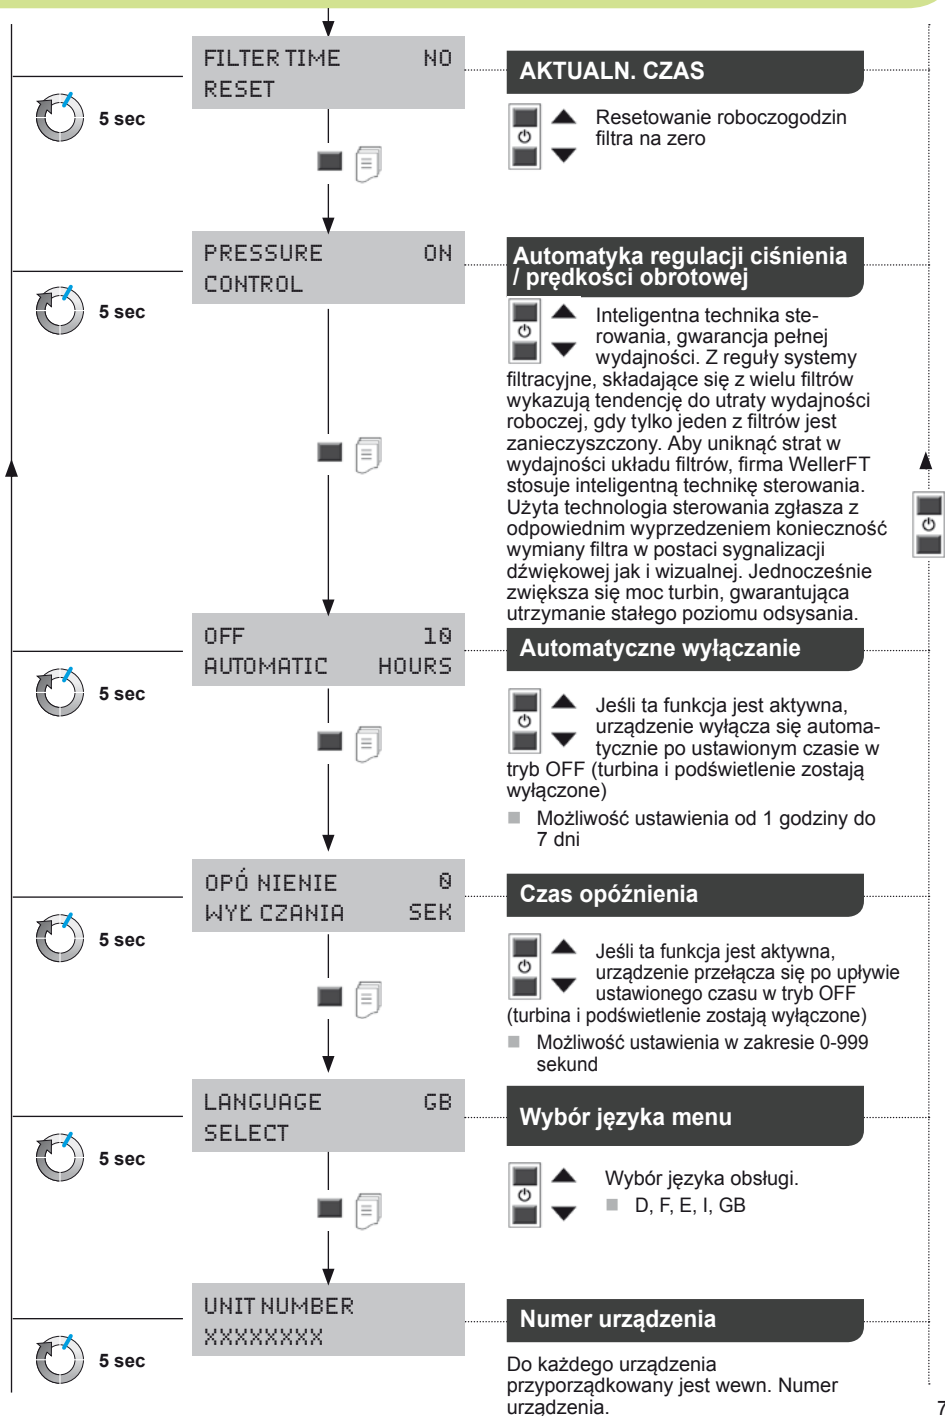 FILTER TIME NO
RESET
AKTUALN. CZAS
5 sec
Resetowanie roboczogodzin
filtra na zero
PRESSURE ON
CONTROL
Automatyka regulacji ciśnienia
/ prędkości obrotowej
5 sec
Inteligentna technika ste-
rowania, gwarancja pełnej
wydajności. Z reguły systemy
filtracyjne, składające się z wielu filtrów
wykazują tendencję do utraty wydajności
roboczej, gdy tylko jeden z filtrów jest
zanieczyszczony. Aby uniknąć strat w
wydajności układu filtrów, firma WellerFT
stosuje inteligentną technikę sterowania.
Użyta technologia sterowania zgłasza z
odpowiednim wyprzedzeniem konieczność
wymiany filtra w postaci sygnalizacji
dźwiękowej jak i wizualnej. Jednocześnie
zwiększa się moc turbin, gwarantująca
utrzymanie stałego poziomu odsysania.
OFF 10
AUTOMATIC HOURS
Automatyczne wyłączanie
5 sec
Jeśli ta funkcja jest aktywna,
urządzenie wyłącza się automa-
tycznie po ustawionym czasie w
tryb OFF (turbina i podświetlenie zostają
wyłączone)
Możliwość ustawienia od 1 godziny do
7 dni
OPÓ NIENIE 0
WYŁ CZANIA SEK
Czas opóźnienia
5 sec
Jeśli ta funkcja jest aktywna,
urządzenie przełącza się po upływie
ustawionego czasu w tryb OFF
(turbina i podświetlenie zostają wyłączone)
Możliwość ustawienia w zakresie 0-999
sekund
LANGUAGE GB
SELECT
Wybór języka menu
5 sec
Wybór języka obsługi.
D, F, E, I, GB
UNIT NUMBER
XXXXXXXX
Numer urządzenia
5 sec
Do każdego urządzenia
przyporządkowany jest wewn. Numer
urządzenia.
7